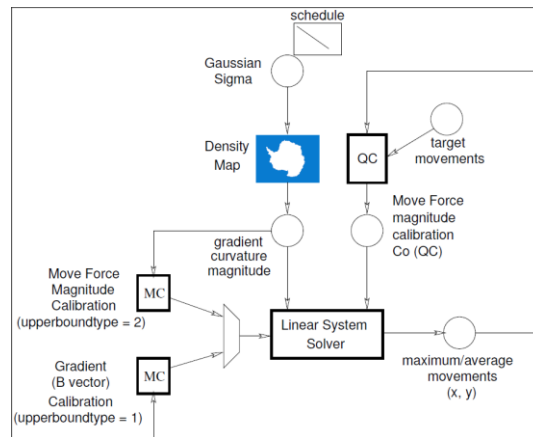 schedule
Gaussian
Sigma
Density
Map
QC
target
movements
gradient
curvature
magnitude
Move Force
magnitude
calibration
Co (QC)
Move Force
Magnitude
Calibration
(upperboundtype = 2)
MC
Linear System
Solver
Gradient
(B vector)
Calibration
(upperboundtype = 1)
MC
maximum/average
movements
(x, y)